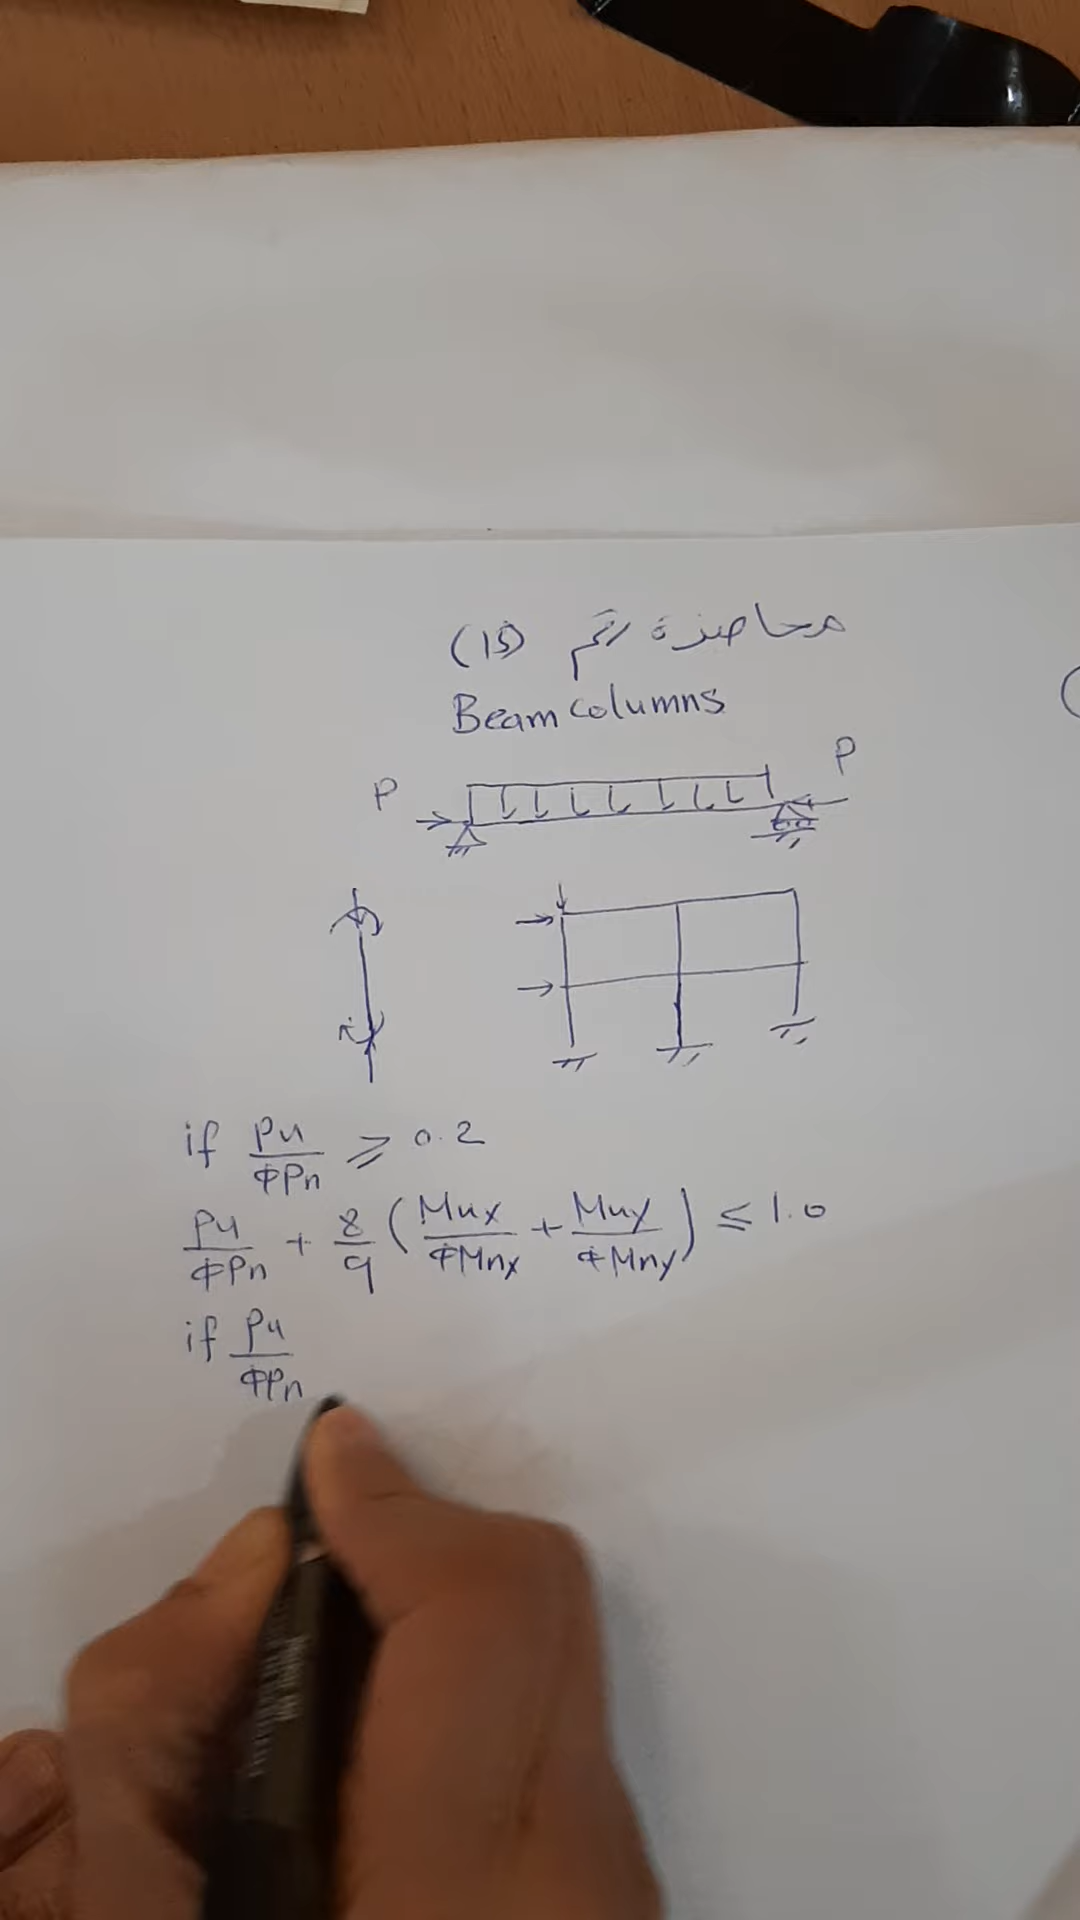 محاضرة رقم (15)
Beam columns
P P
if Pu/ΦPn ≥ 0.2
Pu/ΦPn + 8/9 (Mux/ΦMnx + Muy/ΦMny) ≤ 1.0
if Pu/ΦPn